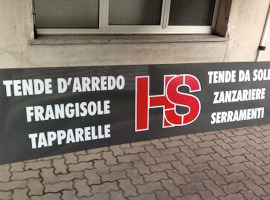 TENDE D'ARREDO
FRANGISOLE
TAPPARELLE
HS
TENDE DA SOLE
ZANZARIERE
SERRAMENTI